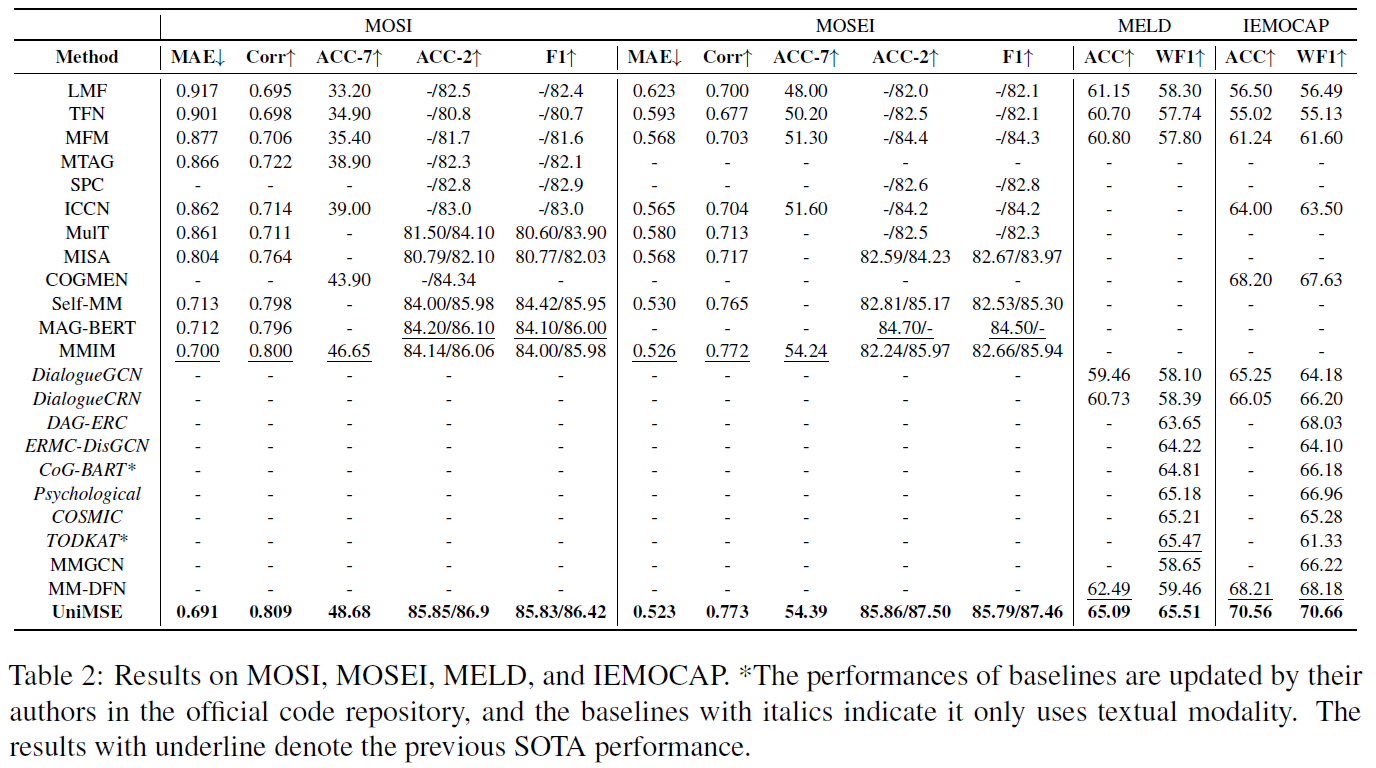 MOSI MOSEI MELD IEMOCAP
Method MAE↓ Corr↑ ACC-7↑ ACC-2↑ F1↑ MAE↓ Corr↑ ACC-7↑ ACC-2↑ F1↑ ACC↑ WF1↑ ACC↑ WF1↑
LMF 0.917 0.695 33.20 -/82.5 -/82.4 0.623 0.700 48.00 -/82.0 -/82.1 61.15 58.30 56.50 56.49
TFN 0.901 0.698 34.90 -/80.8 -/80.7 0.593 0.677 50.20 -/82.5 -/82.1 60.70 57.74 55.02 55.13
MFM 0.877 0.706 35.40 -/81.7 -/81.6 0.568 0.703 51.30 -/84.4 -/84.3 60.80 57.80 61.24 61.60
MTAG 0.866 0.722 38.90 -/82.3 -/82.1 - - - - - - - - -
SPC - - - -/82.8 -/82.9 - - - -/82.6 -/82.8 - - - -
ICCN 0.862 0.714 39.00 -/83.0 -/83.0 0.565 0.704 51.60 -/84.2 -/84.2 - - 64.00 63.50
MulT 0.861 0.711 - 81.50/84.10 80.60/83.90 0.580 0.713 - -/82.5 -/82.3 - - - -
MISA 0.804 0.764 - 80.79/82.10 80.77/82.03 0.568 0.717 - 82.59/84.23 82.67/83.97 - - - -
COGMEN - - 43.90 -/84.34 - - - - - - - - 68.20 67.63
Self-MM 0.713 0.798 - 84.00/85.98 84.42/85.95 0.530 0.765 - 82.81/85.17 82.53/85.30 - - - -
MAG-BERT 0.712 0.796 - 84.20/86.10 84.10/86.00 - - - 84.70/- 84.50/- - - - -
MMIM 0.700 0.800 46.65 84.14/86.06 84.00/85.98 0.526 0.772 54.24 82.24/85.97 82.66/85.94 - - - -
DialogueGCN - - - - - - - - - - 59.46 58.10 65.25 64.18
DialogueCRN - - - - - - - - - - 60.73 58.39 66.05 66.20
DAG-ERC - - - - - - - - - - - 63.65 - 68.03
ERMC-DisGCN - - - - - - - - - - - 64.22 - 64.10
CoG-BART* - - - - - - - - - - - 64.81 - 66.18
Psychological - - - - - - - - - - - 65.18 - 66.96
COSMIC - - - - - - - - - - - 65.21 - 65.28
TODKAT* - - - - - - - - - - - 65.47 - 61.33
MMGCN - - - - - - - - - - - 58.65 - 66.22
MM-DFN - - - - - - - - - - 62.49 59.46 68.21 68.18
UniMSE 0.691 0.809 48.68 85.85/86.9 85.83/86.42 0.523 0.773 54.39 85.86/87.50 85.79/87.46 65.09 65.51 70.56 70.66
Table 2: Results on MOSI, MOSEI, MELD, and IEMOCAP. *The performances of baselines are updated by their
authors in the official code repository, and the baselines with italics indicate it only uses textual modality. The
results with underline denote the previous SOTA performance.